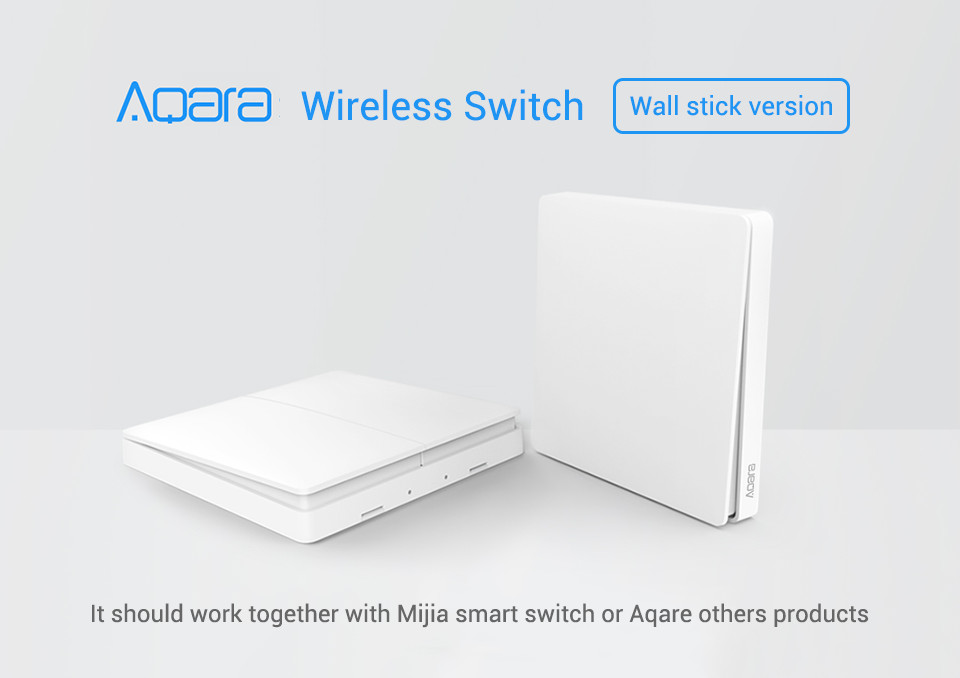 Aqara Wireless Switch Wall stick version
Aqara
It should work together with Mijia smart switch or Aqare others products